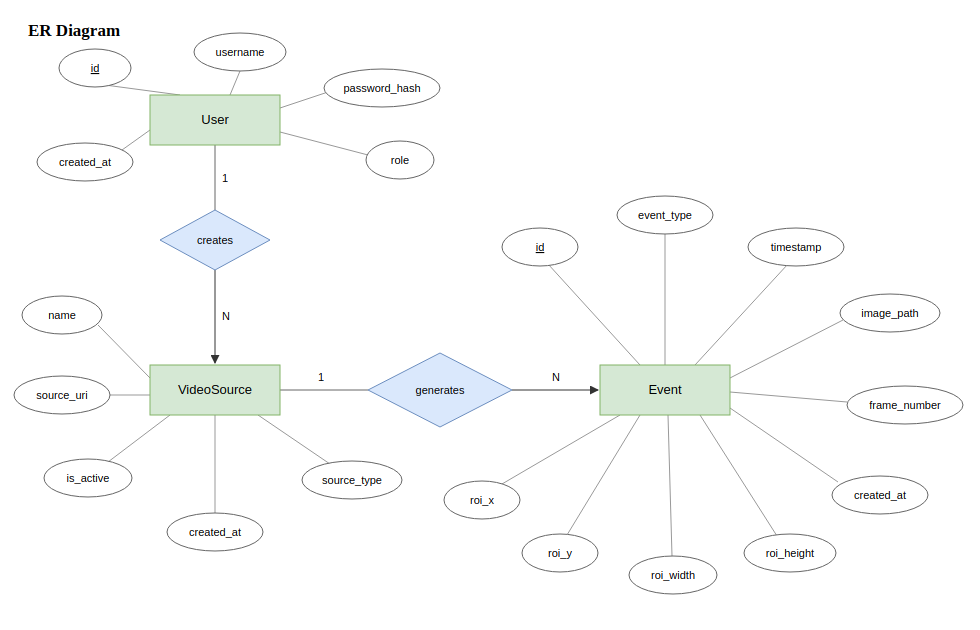 ER Diagram
username
id
password_hash
User
role
created_at
1
creates
event_type
id
timestamp
name
N
image_path
1
N
VideoSource
generates
Event
source_uri
frame_number
is_active
source_type
roi_x
created_at
created_at
roi_y
roi_height
roi_width